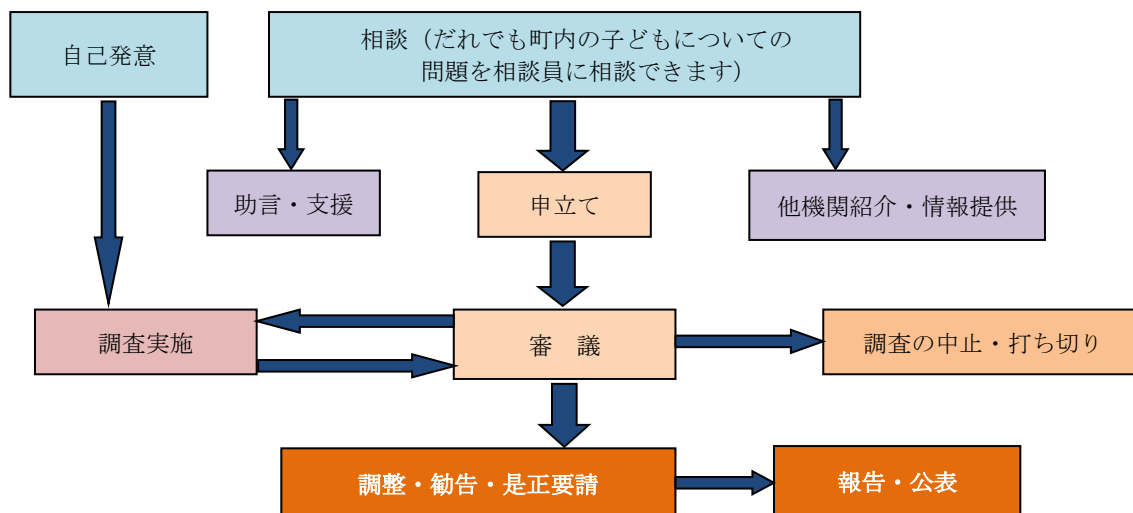 自己発意
相談（だれでも町内の子どもについての
問題を相談員に相談できます）
助言・支援
申立て
他機関紹介・情報提供
調査実施
審　議
調査の中止・打ち切り
調整・勧告・是正要請
報告・公表